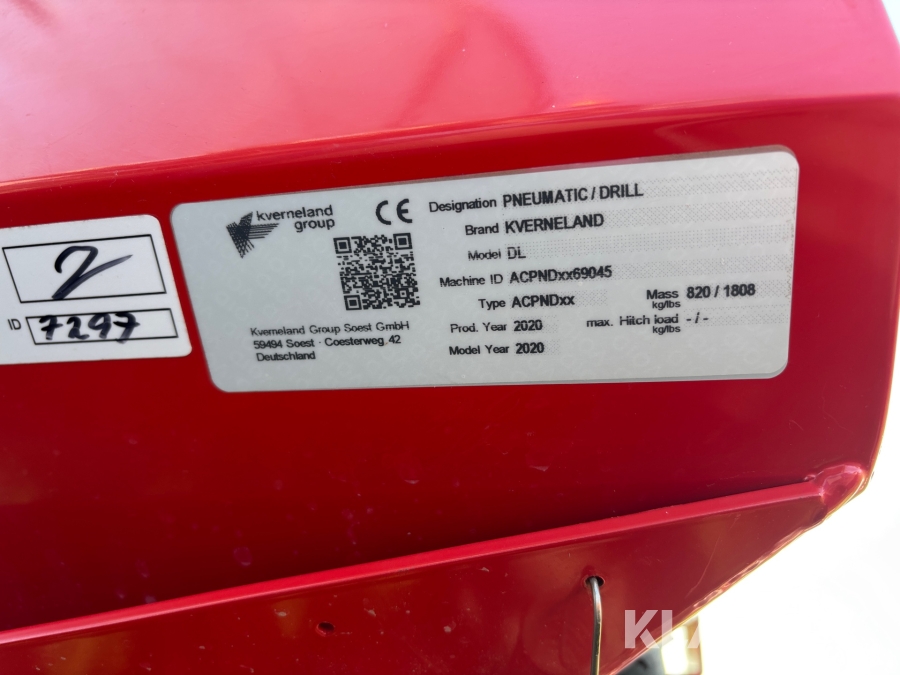 2
ID 7297
kverneland
group
CE
Kverneland Group Soest GmbH
59494 Soest · Coesterweg 42
Deutschland
Designation PNEUMATIC / DRILL
Brand KVERNELAND
Model DL
Machine ID ACPNDxx69045
Type ACPNDxx
Mass 820 / 1808
kg/lbs
Prod. Year 2020
max. Hitch load - / -
kg/lbs
Model Year 2020